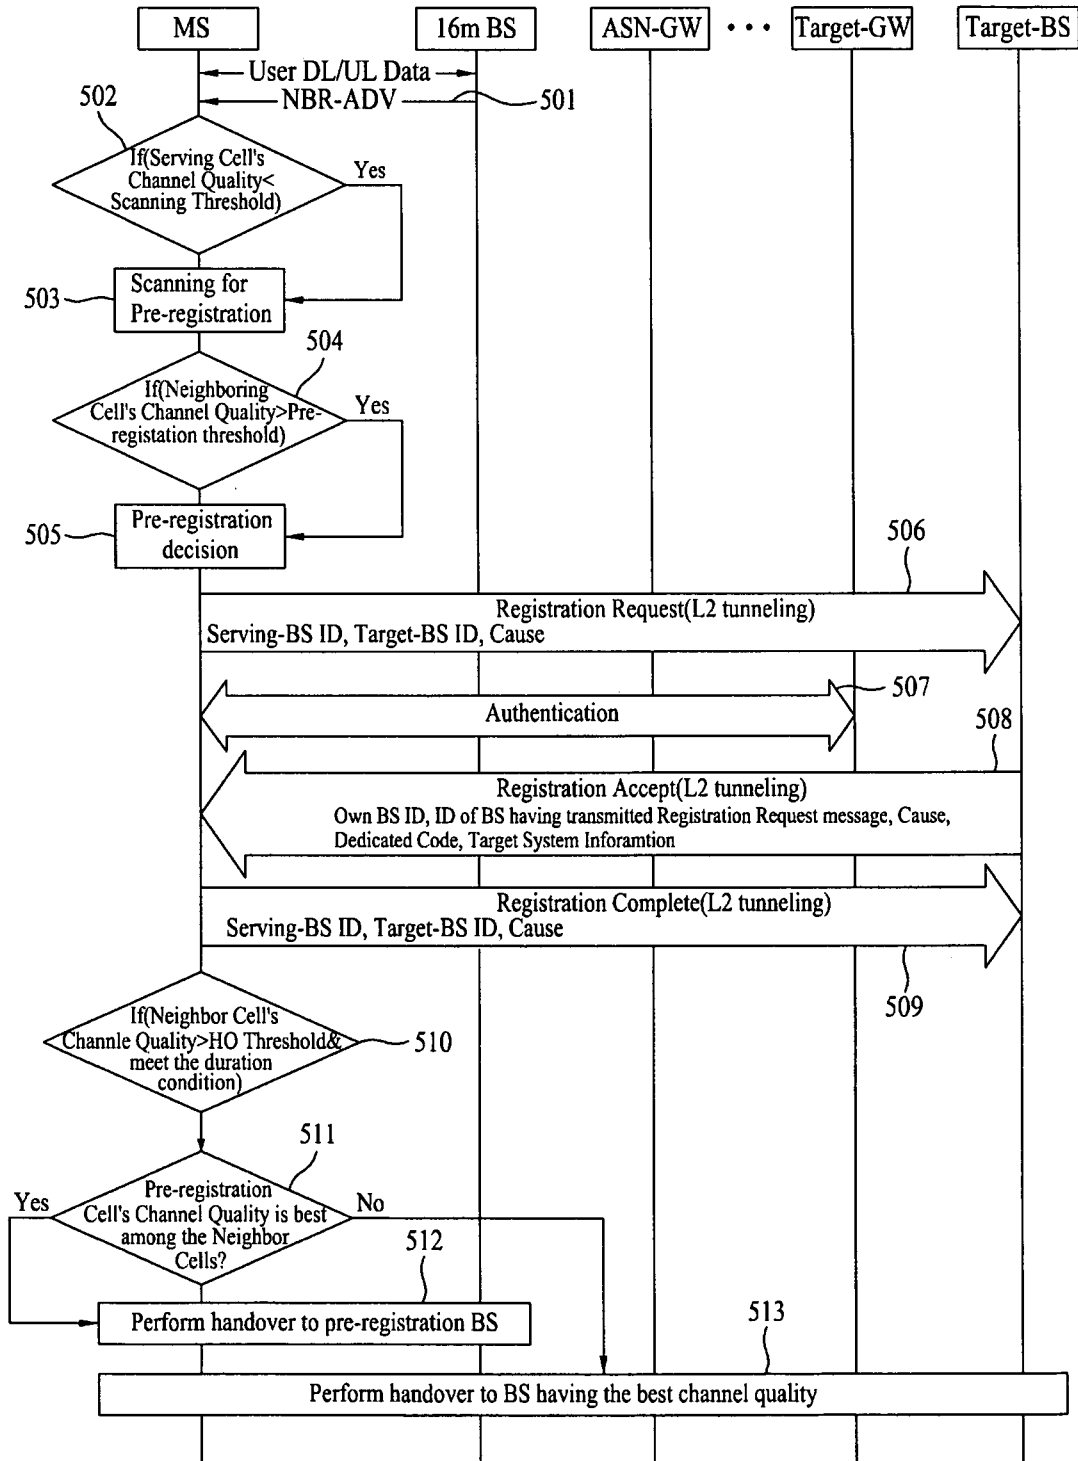 MS
16m BS
ASN-GW
• • •
Target-GW
Target-BS
User DL/UL Data
NBR-ADV
501
502
If(Serving Cell's
Channel Quality<
Scanning Threshold)
Yes
503
Scanning for
Pre-registration
504
If(Neighboring
Cell's Channel Quality>Pre-
registation threshold)
Yes
505
Pre-registration
decision
506
Registration Request(L2 tunneling)
Serving-BS ID, Target-BS ID, Cause
507
Authentication
508
Registration Accept(L2 tunneling)
Own BS ID, ID of BS having transmitted Registration Request message, Cause,
Dedicated Code, Target System Inforamtion
Registration Complete(L2 tunneling)
Serving-BS ID, Target-BS ID, Cause
509
If(Neighbor Cell's
Channle Quality>HO Threshold&
meet the duration
condition)
510
511
Yes
Pre-registration
Cell's Channel Quality is best
among the Neighbor
Cells?
No
512
Perform handover to pre-registration BS
513
Perform handover to BS having the best channel quality